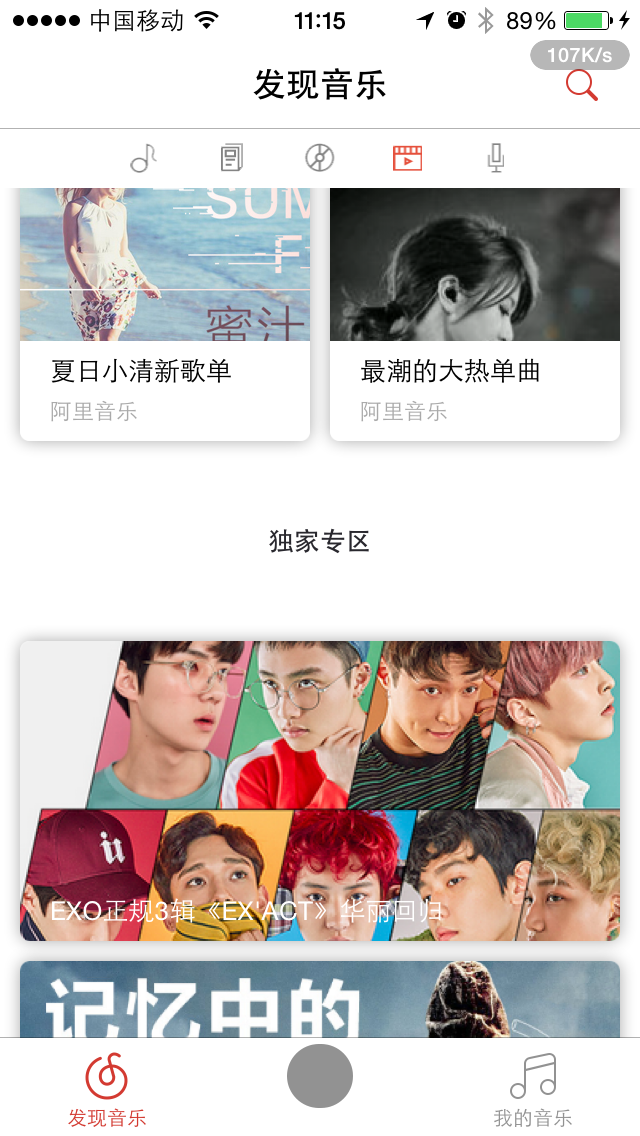 中国移动 11:15 89%
107K/s
发现音乐
SUM
F
蜜汁
夏日小清新歌单
最潮的大热单曲
阿里音乐
阿里音乐
独家专区
EXO正规3辑《EX'ACT》华丽回归
记忆中的
发现音乐
我的音乐